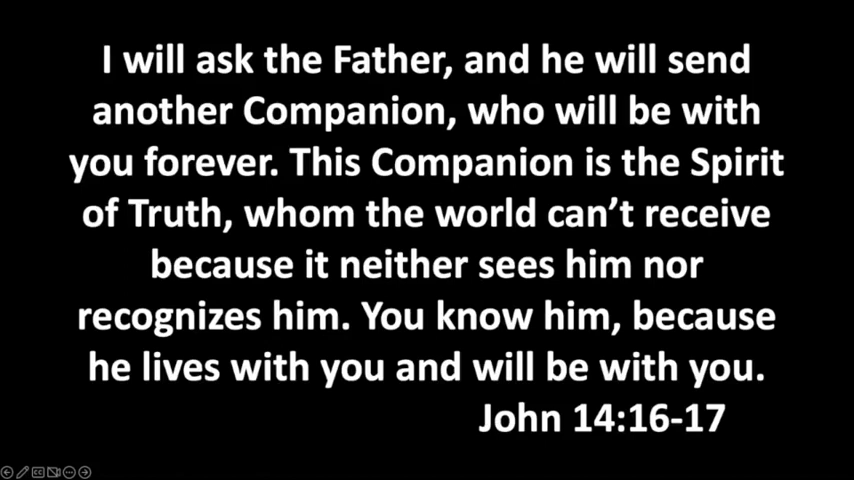 I will ask the Father, and he will send
another Companion, who will be with
you forever. This Companion is the Spirit
of Truth, whom the world can’t receive
because it neither sees him nor
recognizes him. You know him, because
he lives with you and will be with you.
John 14:16-17